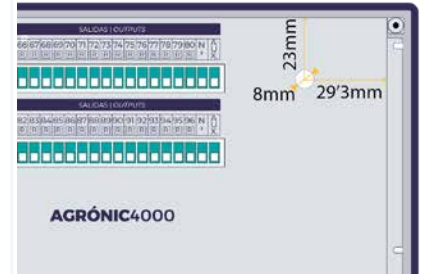 SALIDAS | OUTPUTS
66 67 68 69 70 71 72 73 74 75 76 77 78 79 80 N
SALIDAS | OUTPUTS
82 83 84 85 86 87 88 89 90 91 92 93 94 95 96 N
23mm
8mm
29'3mm
AGRÓNIC4000